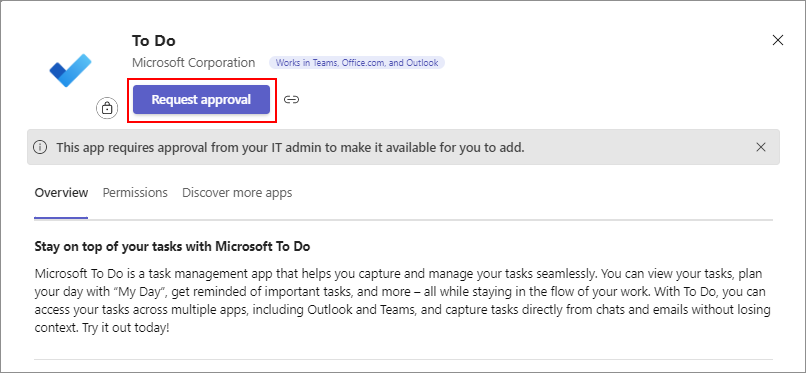 To Do
Microsoft Corporation Works in Teams, Office.com, and Outlook
Request approval
This app requires approval from your IT admin to make it available for you to add.
Overview Permissions Discover more apps
Stay on top of your tasks with Microsoft To Do
Microsoft To Do is a task management app that helps you capture and manage your tasks seamlessly. You can view your tasks, plan
your day with “My Day”, get reminded of important tasks, and more – all while staying in the flow of your work. With To Do, you can
access your tasks across multiple apps, including Outlook and Teams, and capture tasks directly from chats and emails without losing
context. Try it out today!